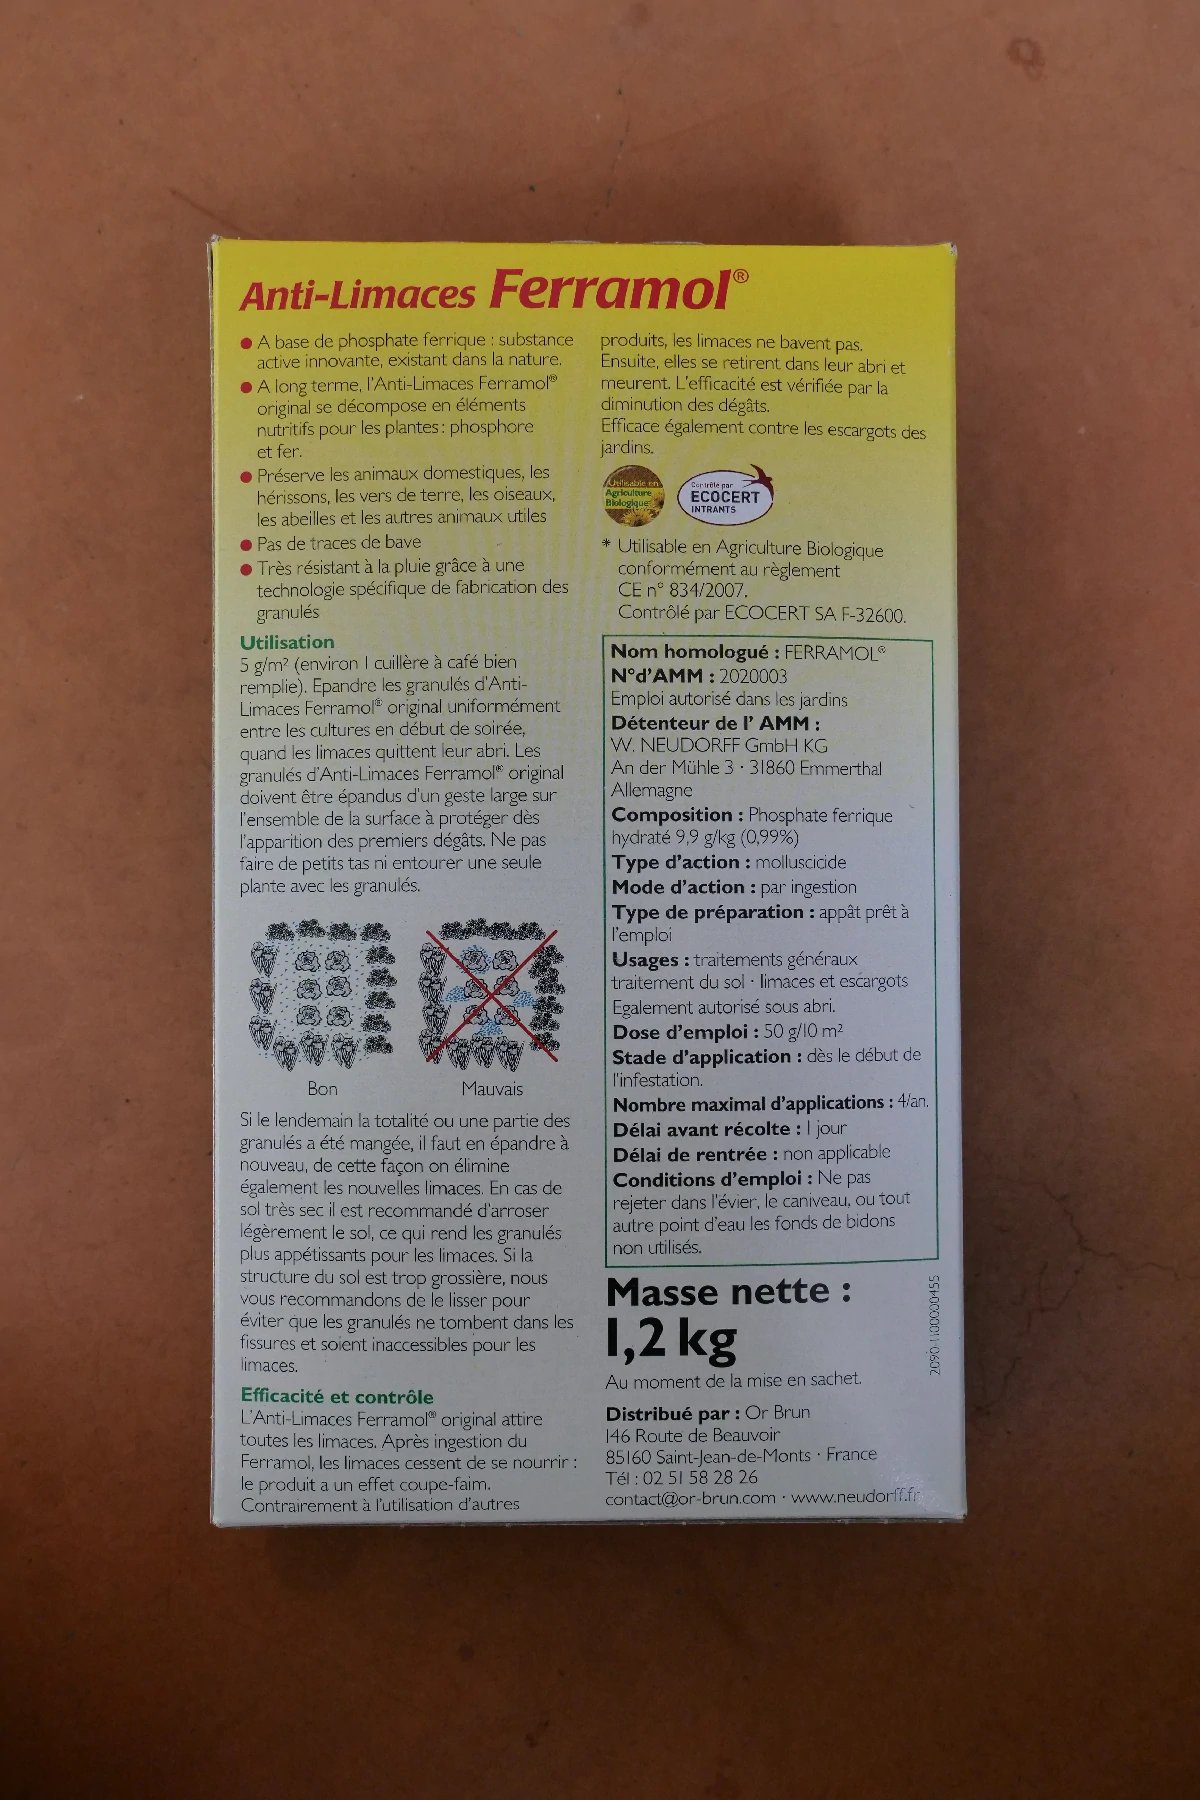 Anti-Limaces Ferramol®
● A base de phosphate ferrique : substance
active innovante, existant dans la nature.
● A long terme, l'Anti-Limaces Ferramol®
original se décompose en éléments
nutritifs pour les plantes : phosphore
et fer.
● Préserve les animaux domestiques, les
hérissons, les vers de terre, les oiseaux,
les abeilles et les autres animaux utiles
● Pas de traces de bave
● Très résistant à la pluie grâce à une
technologie spécifique de fabrication des
granulés
Utilisation
5 g/m² (environ 1 cuillère à café bien
remplie). Epandre les granulés d'Anti-
Limaces Ferramol® original uniformément
entre les cultures en début de soirée,
quand les limaces quittent leur abri. Les
granulés d'Anti-Limaces Ferramol® original
doivent être épandus d'un geste large sur
l'ensemble de la surface à protéger dès
l'apparition des premiers dégâts. Ne pas
faire de petits tas ni entourer une seule
plante avec les granulés.
Bon
Mauvais
Si le lendemain la totalité ou une partie des
granulés a été mangée, il faut en épandre à
nouveau, de cette façon on élimine
également les nouvelles limaces. En cas de
sol très sec il est recommandé d'arroser
légèrement le sol, ce qui rend les granulés
plus appétissants pour les limaces. Si la
structure du sol est trop grossière, nous
vous recommandons de le lisser pour
éviter que les granulés ne tombent dans les
fissures et soient inaccessibles pour les
limaces.
Efficacité et contrôle
L'Anti-Limaces Ferramol® original attire
toutes les limaces. Après ingestion du
Ferramol, les limaces cessent de se nourrir :
le produit a un effet coupe-faim.
Contrairement à l'utilisation d'autres
produits, les limaces ne bavent pas.
Ensuite, elles se retirent dans leur abri et
meurent. L'efficacité est vérifiée par la
diminution des dégâts.
Efficace également contre les escargots des
jardins.
Utilisable en
Agriculture
Biologique*
Contrôlé par
ECOCERT
INTRANTS
* Utilisable en Agriculture Biologique
conformément au règlement
CE n° 834/2007.
Contrôlé par ECOCERT SA F-32600.
Nom homologué : FERRAMOL®
N°d'AMM : 2020003
Emploi autorisé dans les jardins
Détenteur de l' AMM :
W. NEUDORFF GmbH KG
An der Mühle 3 · 31860 Emmerthal
Allemagne
Composition : Phosphate ferrique
hydraté 9,9 g/kg (0,99%)
Type d'action : molluscicide
Mode d'action : par ingestion
Type de préparation : appât prêt à
l'emploi
Usages : traitements généraux
traitement du sol · limaces et escargots
Egalement autorisé sous abri.
Dose d'emploi : 50 g/10 m²
Stade d'application : dès le début de
l'infestation.
Nombre maximal d'applications : 4/an.
Délai avant récolte : 1 jour
Délai de rentrée : non applicable
Conditions d'emploi : Ne pas
rejeter dans l'évier, le caniveau, ou tout
autre point d'eau les fonds de bidons
non utilisés.
Masse nette :
1,2 kg
Au moment de la mise en sachet.
Distribué par : Or Brun
146 Route de Beauvoir
85160 Saint-Jean-de-Monts · France
Tél : 02 51 58 28 26
contact@or-brun.com · www.neudorff.fr
2090-1100000455